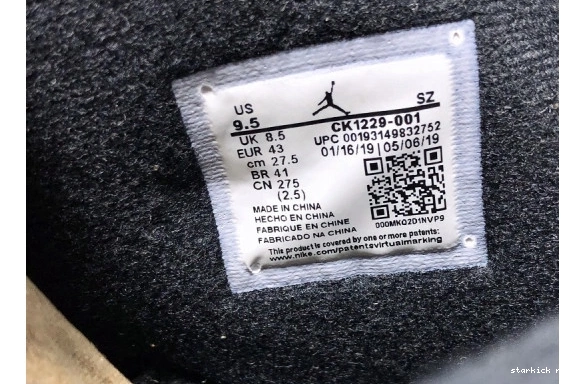 US SZ
9.5 CK1229-001
UK 8.5 UPC 00193149832752
EUR 43 01/16/19 | 05/06/19
cm 27.5
BR 41
CN 275
(2.5)
MADE IN CHINA
HECHO EN CHINA
FABRIQUE EN CHINE
FABRICADO NA CHINA
000MKQ2D1NVP9
This product is covered by one or more patents:
www.nike.com/patentsvirtualmarking
starkick r